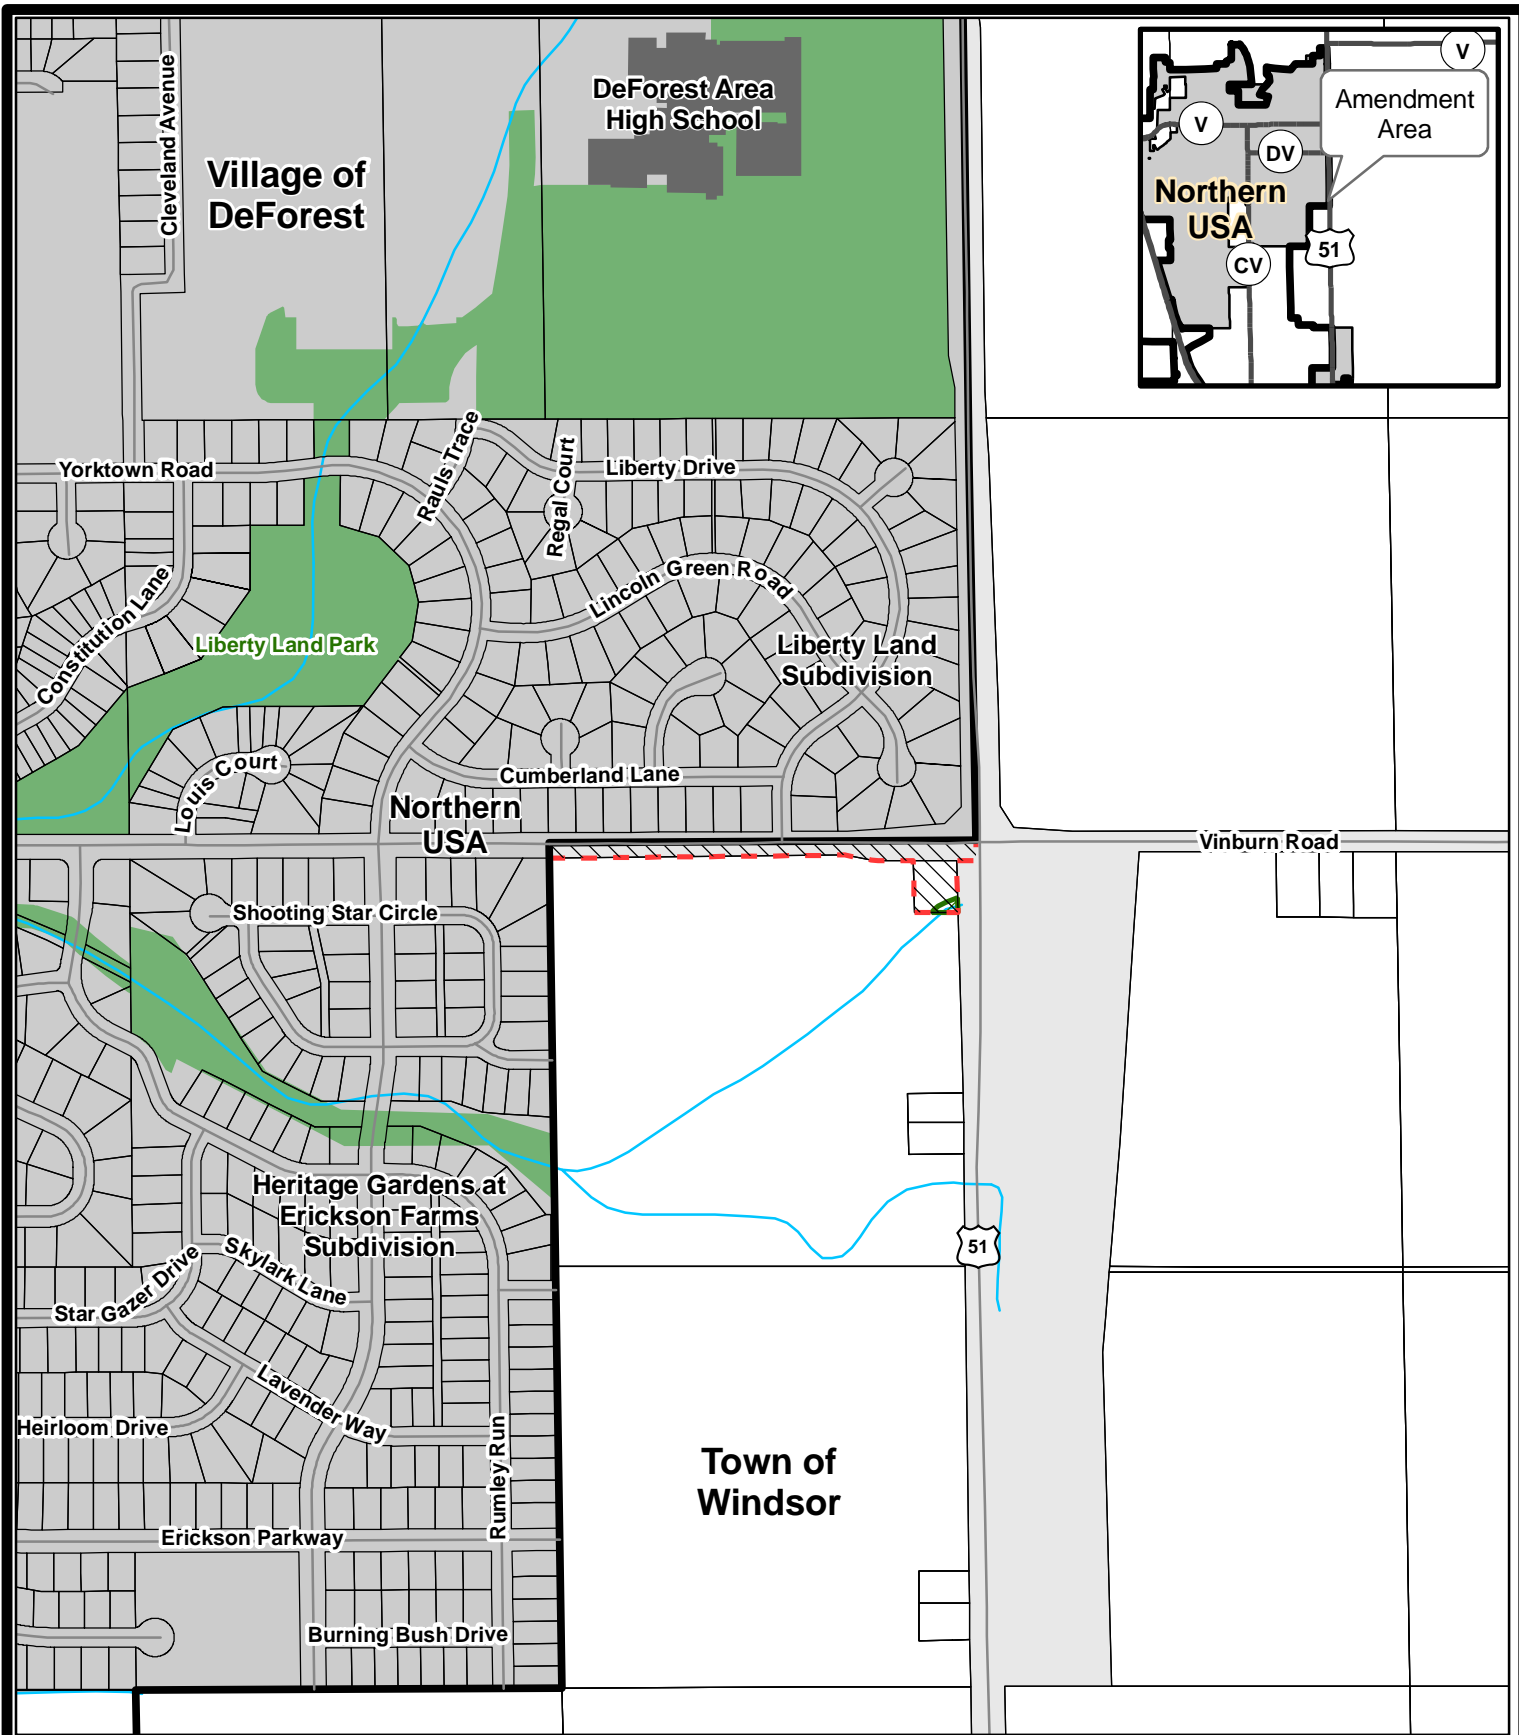 Cleveland Avenue
Village of
DeForest
DeForest Area
High School
V
Amendment
Area
V
DV
Northern
USA
51
CV
Yorktown Road
Rauls Trace
Regal Court
Liberty Drive
Lincoln Green Road
Constitution Lane
Liberty Land Park
Liberty Land
Subdivision
Louis Court
Cumberland Lane
Northern
USA
Vinburn Road
Shooting Star Circle
Heritage Gardens at
Erickson Farms
Subdivision
51
Skylark Lane
Star Gazer Drive
Lavender Way
Heirloom Drive
Rumley Run
Town of
Windsor
Erickson Parkway
Burning Bush Drive